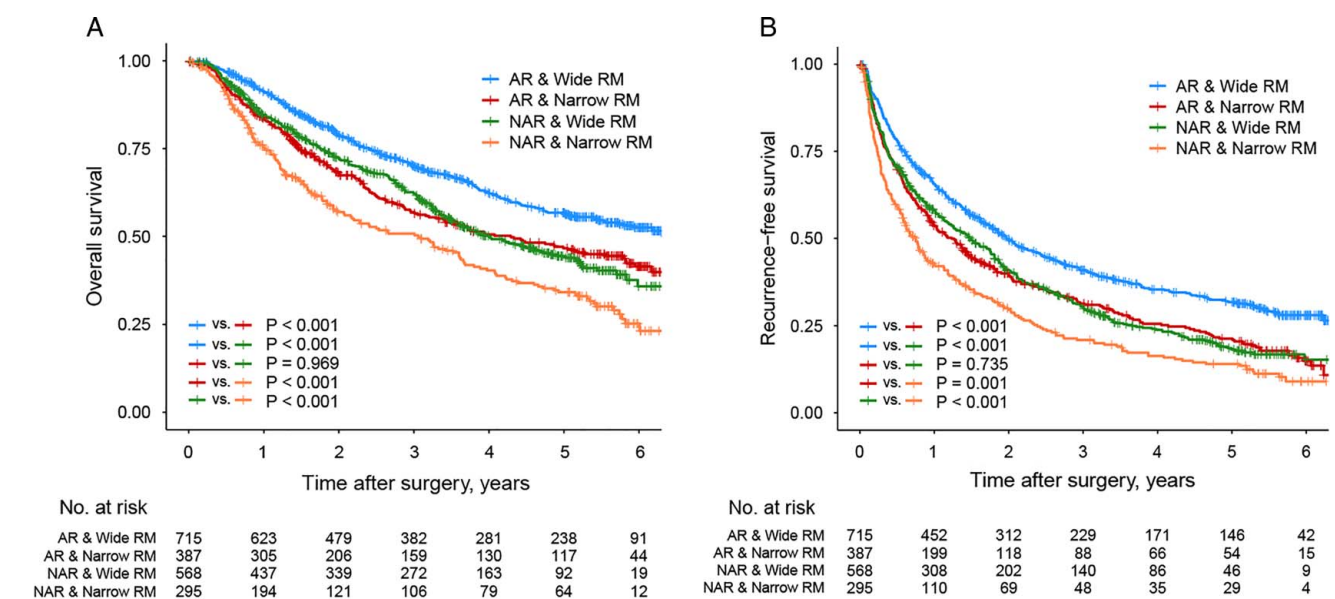 A
Overall survival
1.00
0.75
0.50
0.25
0.00
AR & Wide RM
AR & Narrow RM
NAR & Wide RM
NAR & Narrow RM
vs. P < 0.001
vs. P < 0.001
vs. P = 0.969
vs. P < 0.001
vs. P < 0.001
0 1 2 3 4 5 6
Time after surgery, years
No. at risk
AR & Wide RM 715 623 479 382 281 238 91
AR & Narrow RM 387 305 206 159 130 117 44
NAR & Wide RM 568 437 339 272 163 92 19
NAR & Narrow RM 295 194 121 106 79 64 12
B
Recurrence-free survival
1.00
0.75
0.50
0.25
0.00
AR & Wide RM
AR & Narrow RM
NAR & Wide RM
NAR & Narrow RM
vs. P < 0.001
vs. P < 0.001
vs. P = 0.735
vs. P = 0.001
vs. P < 0.001
0 1 2 3 4 5 6
Time after surgery, years
No. at risk
AR & Wide RM 715 452 312 229 171 146 42
AR & Narrow RM 387 199 118 88 66 54 15
NAR & Wide RM 568 308 202 140 86 46 9
NAR & Narrow RM 295 110 69 48 35 29 4